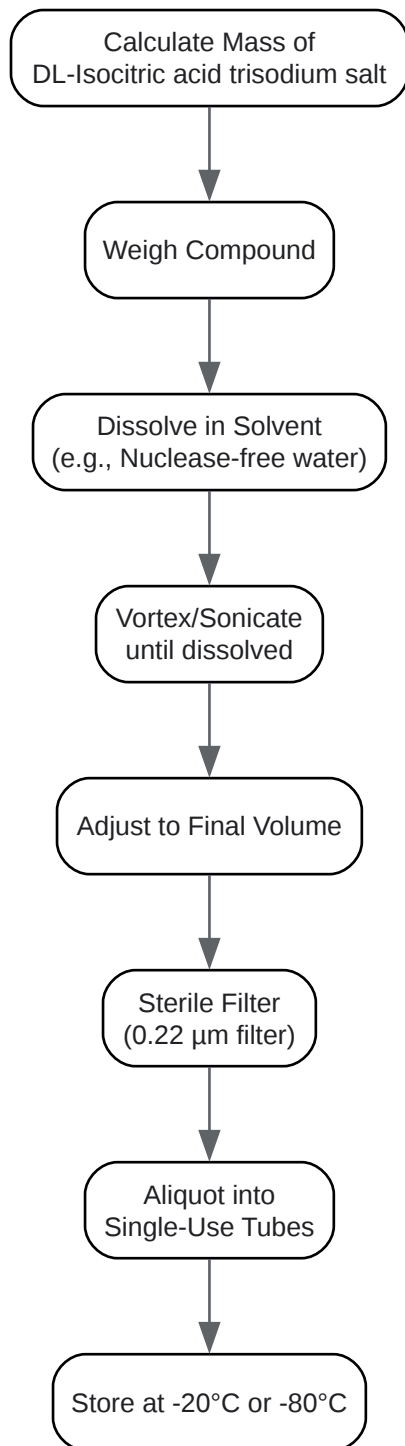 Calculate Mass of
DL-Isocitric acid trisodium salt
Weigh Compound
Dissolve in Solvent
(e.g., Nuclease-free water)
Vortex/Sonicate
until dissolved
Adjust to Final Volume
Sterile Filter
(0.22 µm filter)
Aliquot into
Single-Use Tubes
Store at -20°C or -80°C